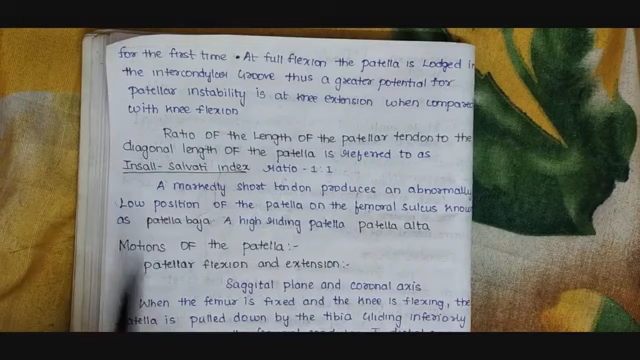 for the first time • At full flexion the patella is Lodged in
the intercondylar Groove thus a greater potential for
patellar instability is at knee extension when compared
with knee flexion
Ratio OF the length OF the patellar tendon to the
diagonal length OF the patella is referred to as
Insall-Salvati index ratio - 1:1
A markedly short tendon produces an abnormally
Low position OF the patella on the femoral sulcus known
as patella baja A high riding patella patella alta
Motions OF the patella:-
patellar flexion and extension:-
Saggital plane and coronal axis
When the femur is fixed and the knee is flexing, the
patella is pulled down by the tibia Gliding inferiorly